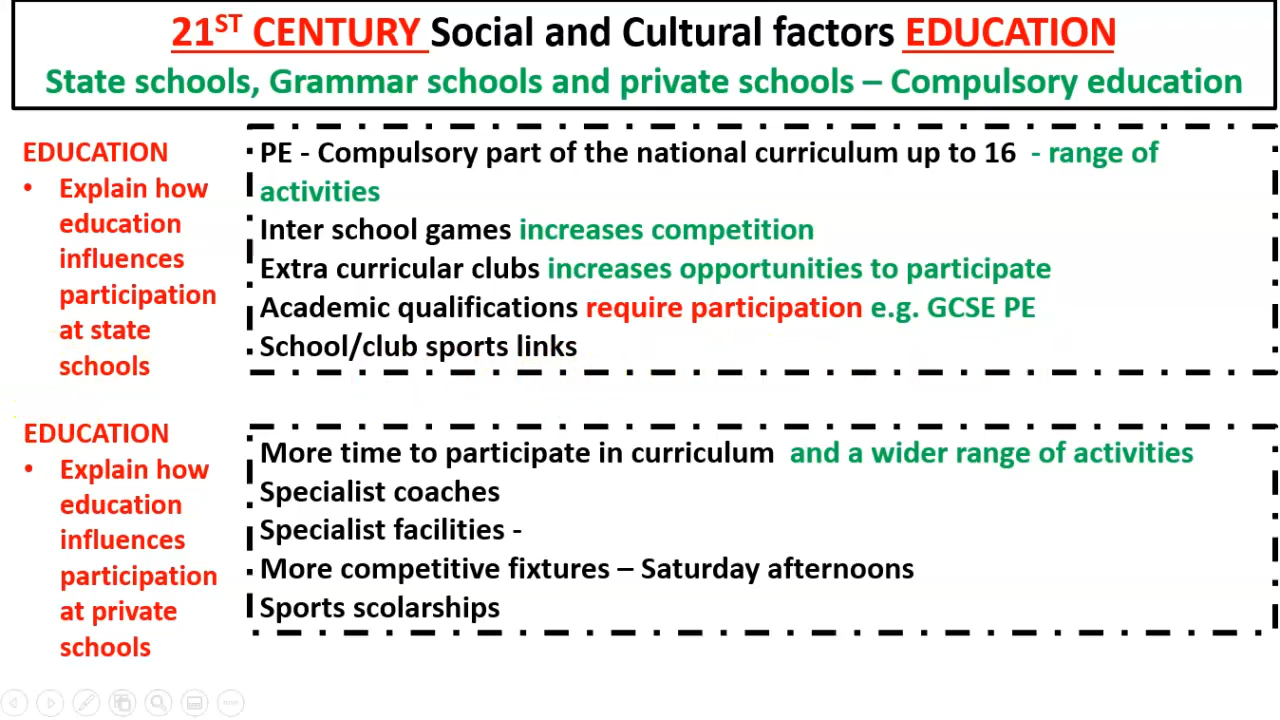 21ST CENTURY Social and Cultural factors EDUCATION
State schools, Grammar schools and private schools – Compulsory education
EDUCATION
• Explain how
education
influences
participation
at state
schools
PE - Compulsory part of the national curriculum up to 16 - range of
activities
Inter school games increases competition
Extra curricular clubs increases opportunities to participate
Academic qualifications require participation e.g. GCSE PE
School/club sports links
EDUCATION
• Explain how
education
influences
participation
at private
schools
More time to participate in curriculum and a wider range of activities
Specialist coaches
Specialist facilities -
More competitive fixtures – Saturday afternoons
Sports scolarships